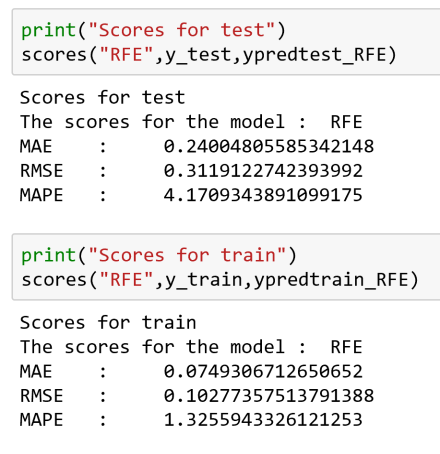 print("Scores for test")
scores("RFE",y_test,ypredtest_RFE)
Scores for test
The scores for the model :  RFE
MAE    :     0.24004805585342148
RMSE   :     0.3119122742393992
MAPE   :     4.1709343891099175
print("Scores for train")
scores("RFE",y_train,ypredtrain_RFE)
Scores for train
The scores for the model :  RFE
MAE    :     0.0749306712650652
RMSE   :     0.10277357513791388
MAPE   :     1.3255943326121253